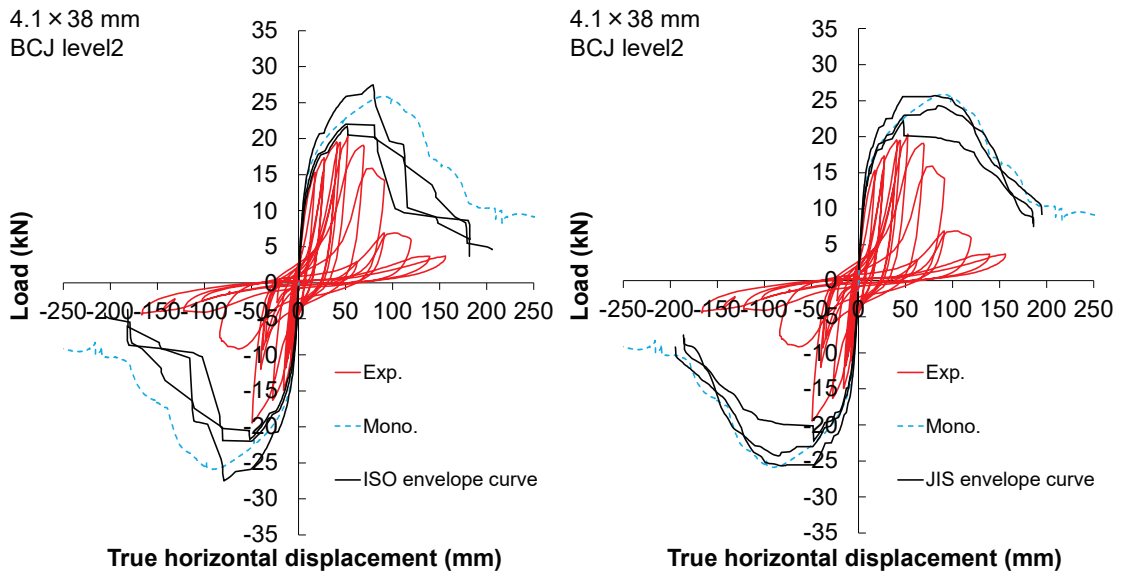 4.1×38 mm
BCJ level2
35
30
25
20
15
10
5
0
-5
-10
-15
-20
-25
-30
-35
-250 -200 -150 -100 -50 0 50 100 150 200 250
Load (kN)
Exp.
Mono.
ISO envelope curve
True horizontal displacement (mm)
4.1×38 mm
BCJ level2
35
30
25
20
15
10
5
0
-5
-10
-15
-20
-25
-30
-35
-250 -200 -150 -100 -50 0 50 100 150 200 250
Load (kN)
Exp.
Mono.
JIS envelope curve
True horizontal displacement (mm)